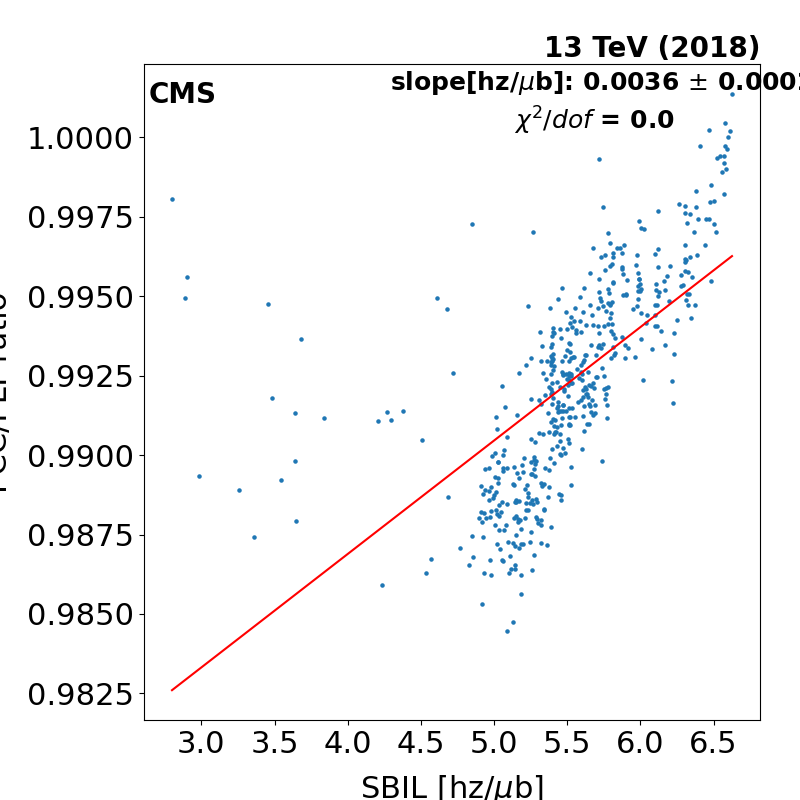 13 TeV (2018)
CMS
slope[hz/μb]: 0.0036 ± 0.000
χ²/dof = 0.0
1.0000
0.9975
0.9950
0.9925
0.9900
0.9875
0.9850
0.9825
3.0 3.5 4.0 4.5 5.0 5.5 6.0 6.5
SBIL [hz/μb]